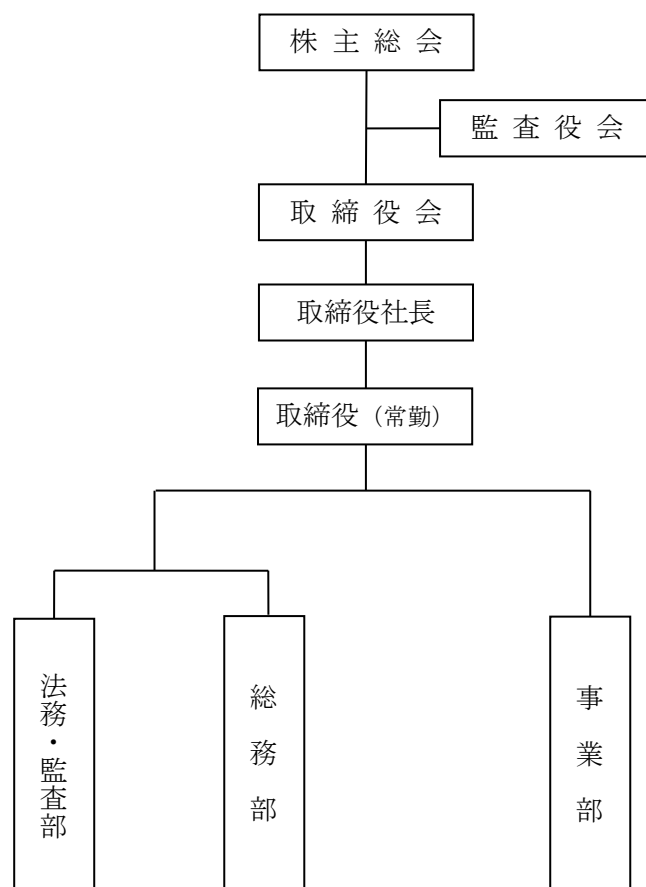 株主総会
監査役会
取締役会
取締役社長
取締役（常勤）
法務・監査部
総務部
事業部